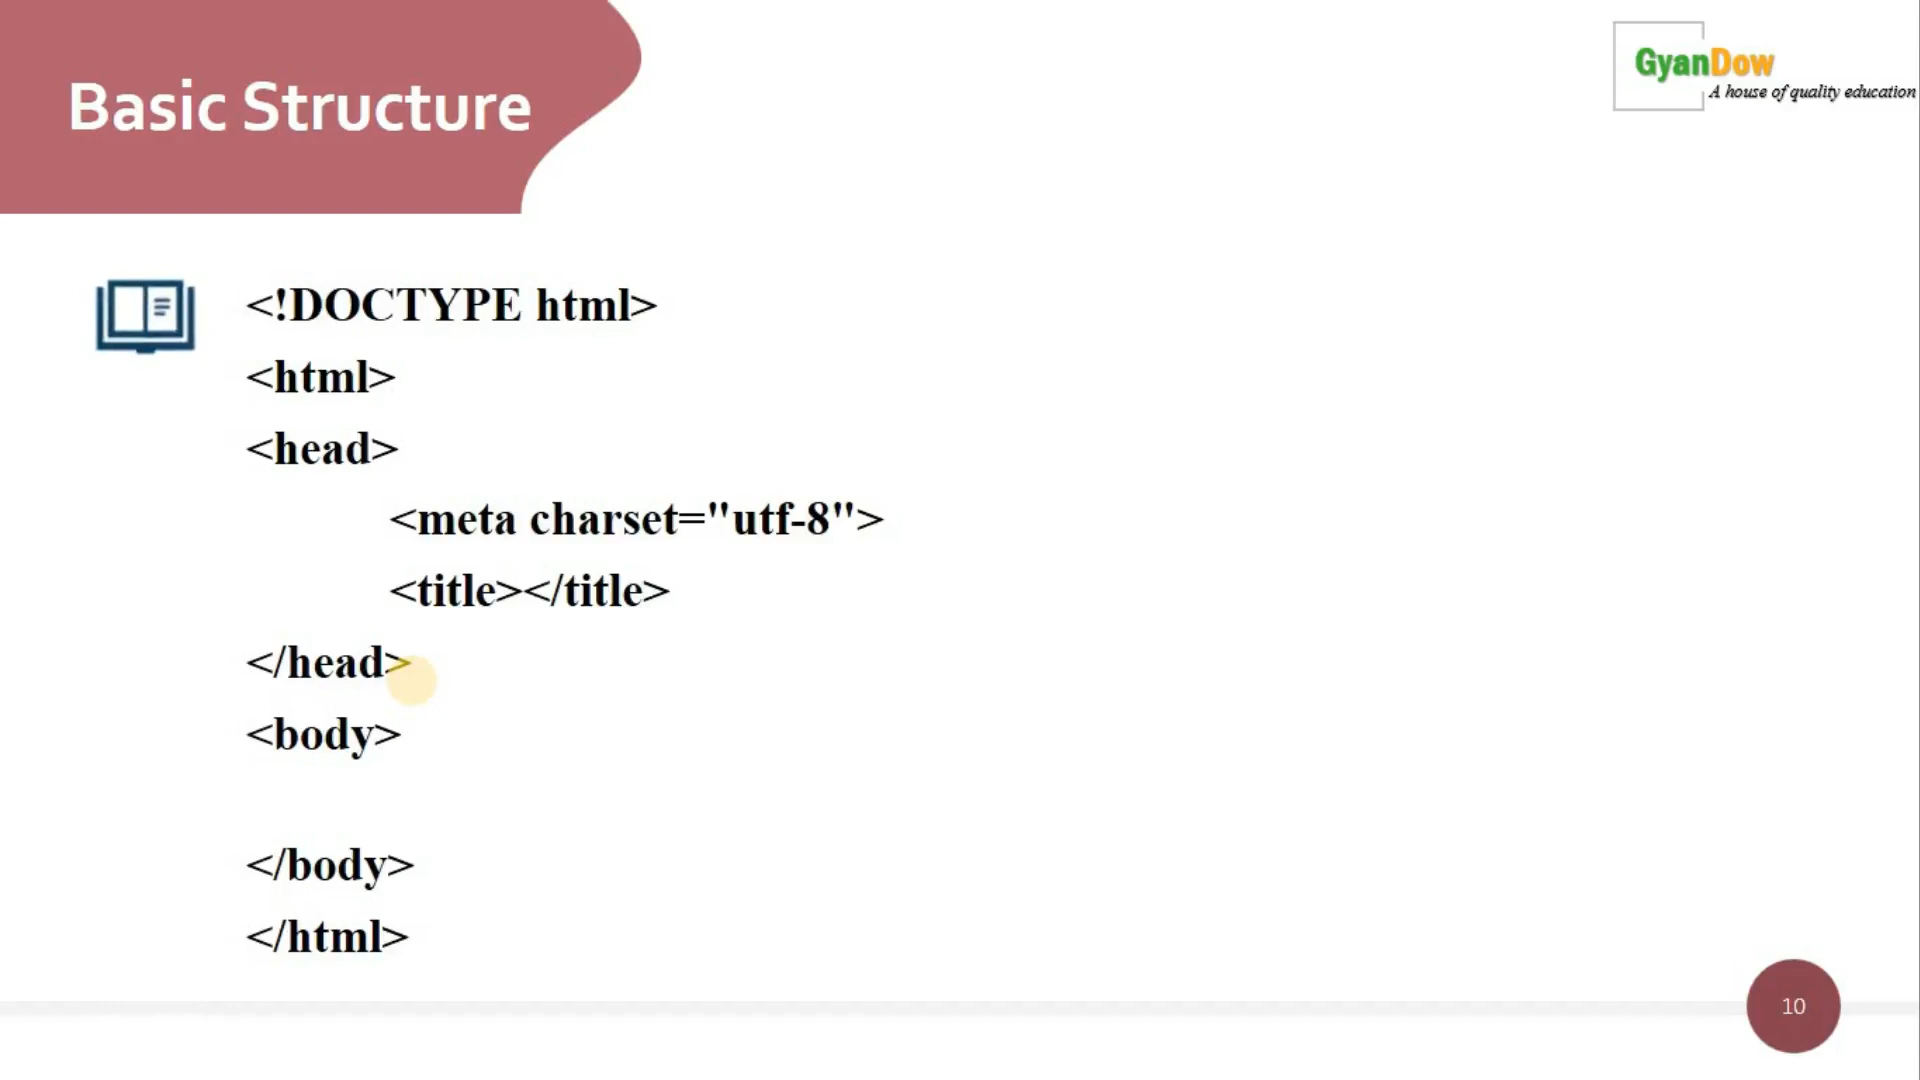 Basic Structure
GyanDow
A house of quality education
<!DOCTYPE html>
<html>
<head>
<meta charset="utf-8">
<title></title>
</head>
<body>
</body>
</html>
10